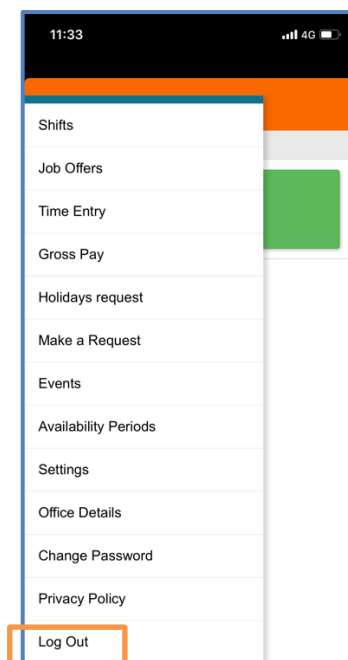 11:33 4G
Shifts
Job Offers
Time Entry
Gross Pay
Holidays request
Make a Request
Events
Availability Periods
Settings
Office Details
Change Password
Privacy Policy
Log Out